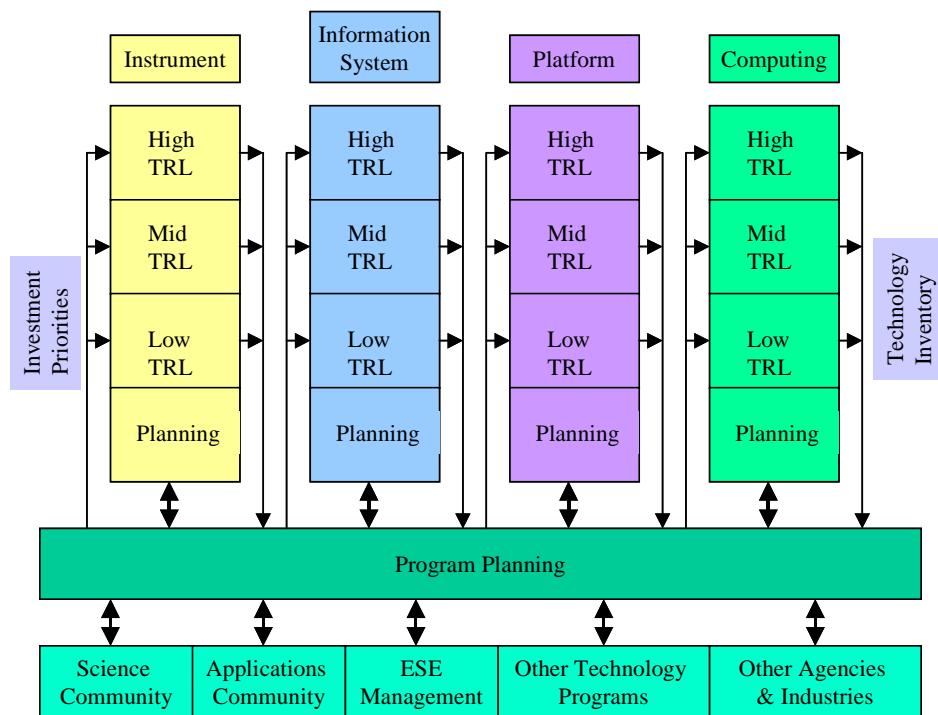 Instrument
Information
System
Platform
Computing
High
TRL
High
TRL
High
TRL
High
TRL
Mid
TRL
Mid
TRL
Mid
TRL
Mid
TRL
Investment
Priorities
Technology
Inventory
Low
TRL
Low
TRL
Low
TRL
Low
TRL
Planning
Planning
Planning
Planning
Program Planning
Science
Community
Applications
Community
ESE
Management
Other Technology
Programs
Other Agencies
& Industries